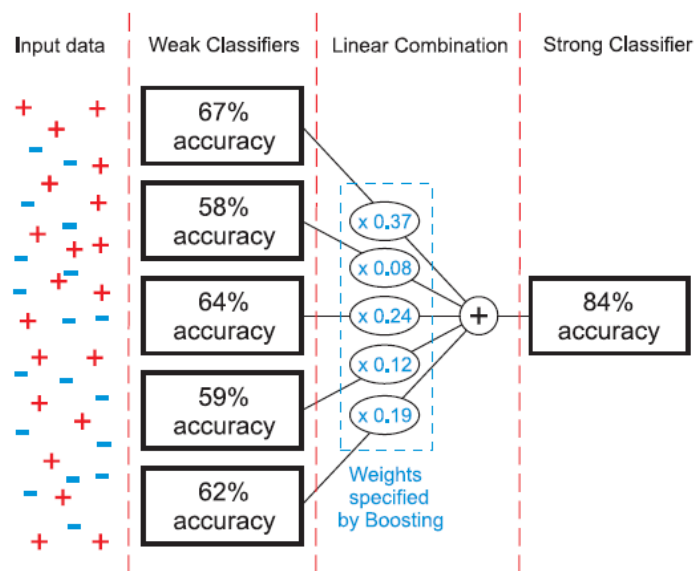 Input data
Weak Classifiers
Linear Combination
Strong Classifier
67%
accuracy
58%
accuracy
64%
accuracy
59%
accuracy
62%
accuracy
x 0.37
x 0.08
x 0.24
x 0.12
x 0.19
Weights
specified
by Boosting
+
84%
accuracy